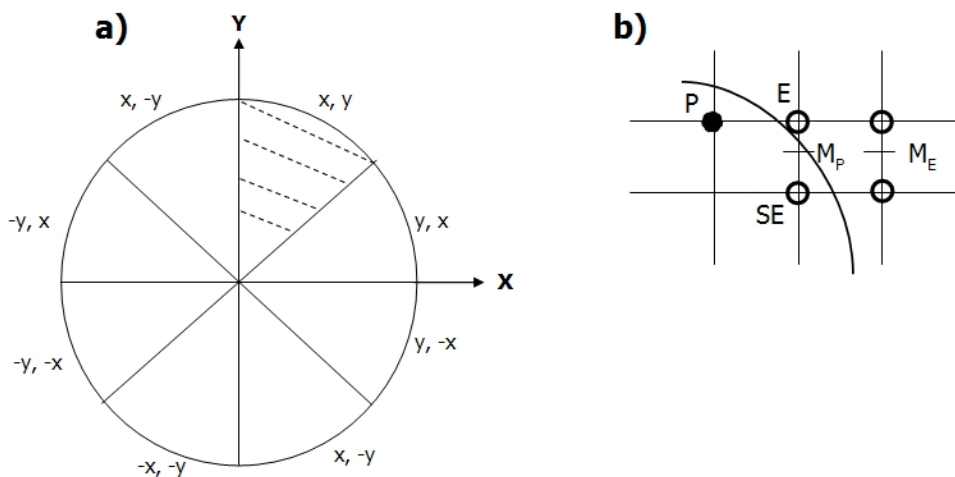 a)
Y
x, -y
x, y
-y, x
y, x
X
-y, -x
y, -x
-x, -y
x, -y
b)
P
E
M_P
M_E
SE